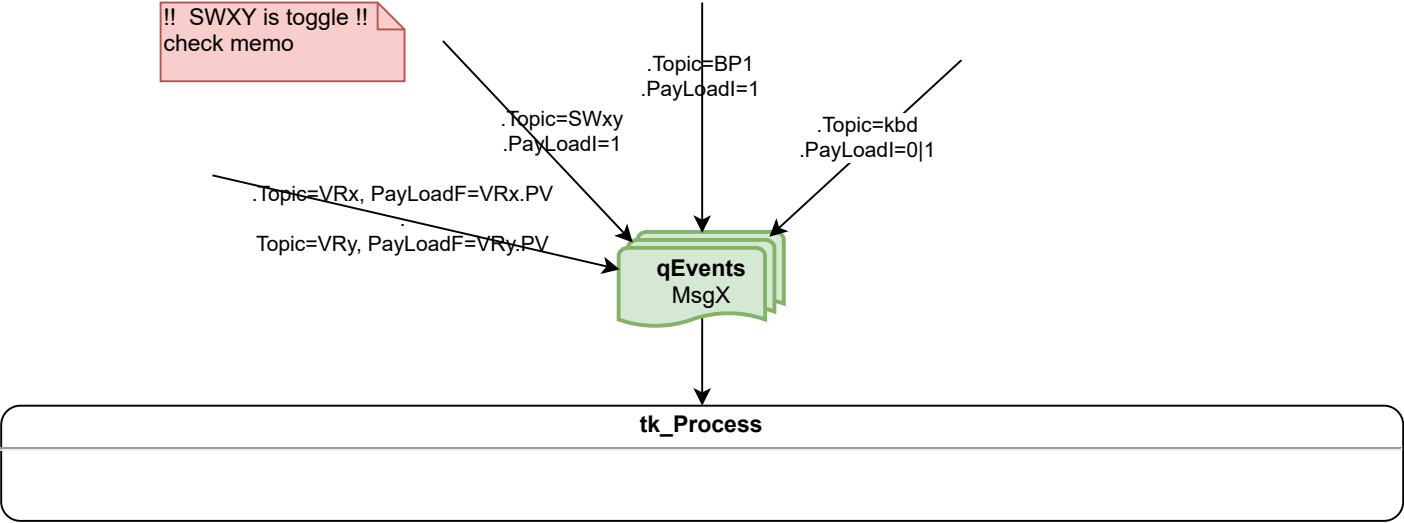 !!  SWXY is toggle !!
check memo
.Topic=BP1
.PayLoadI=1
.Topic=SWxy
.PayLoadI=1
.Topic=kbd
.PayLoadI=0|1
.Topic=VRx, PayLoadF=VRx.PV
.
Topic=VRy, PayLoadF=VRy.PV
qEvents
MsgX
tk_Process